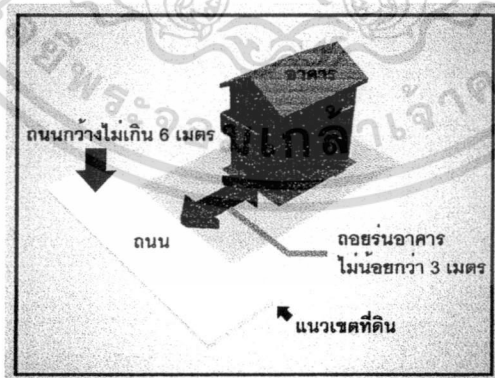 อาคาร
ถนนกว้างไม่เกิน 6 เมตร
ถนน
ถอยร่นอาคาร
ไม่น้อยกว่า 3 เมตร
แนวเขตที่ดิน